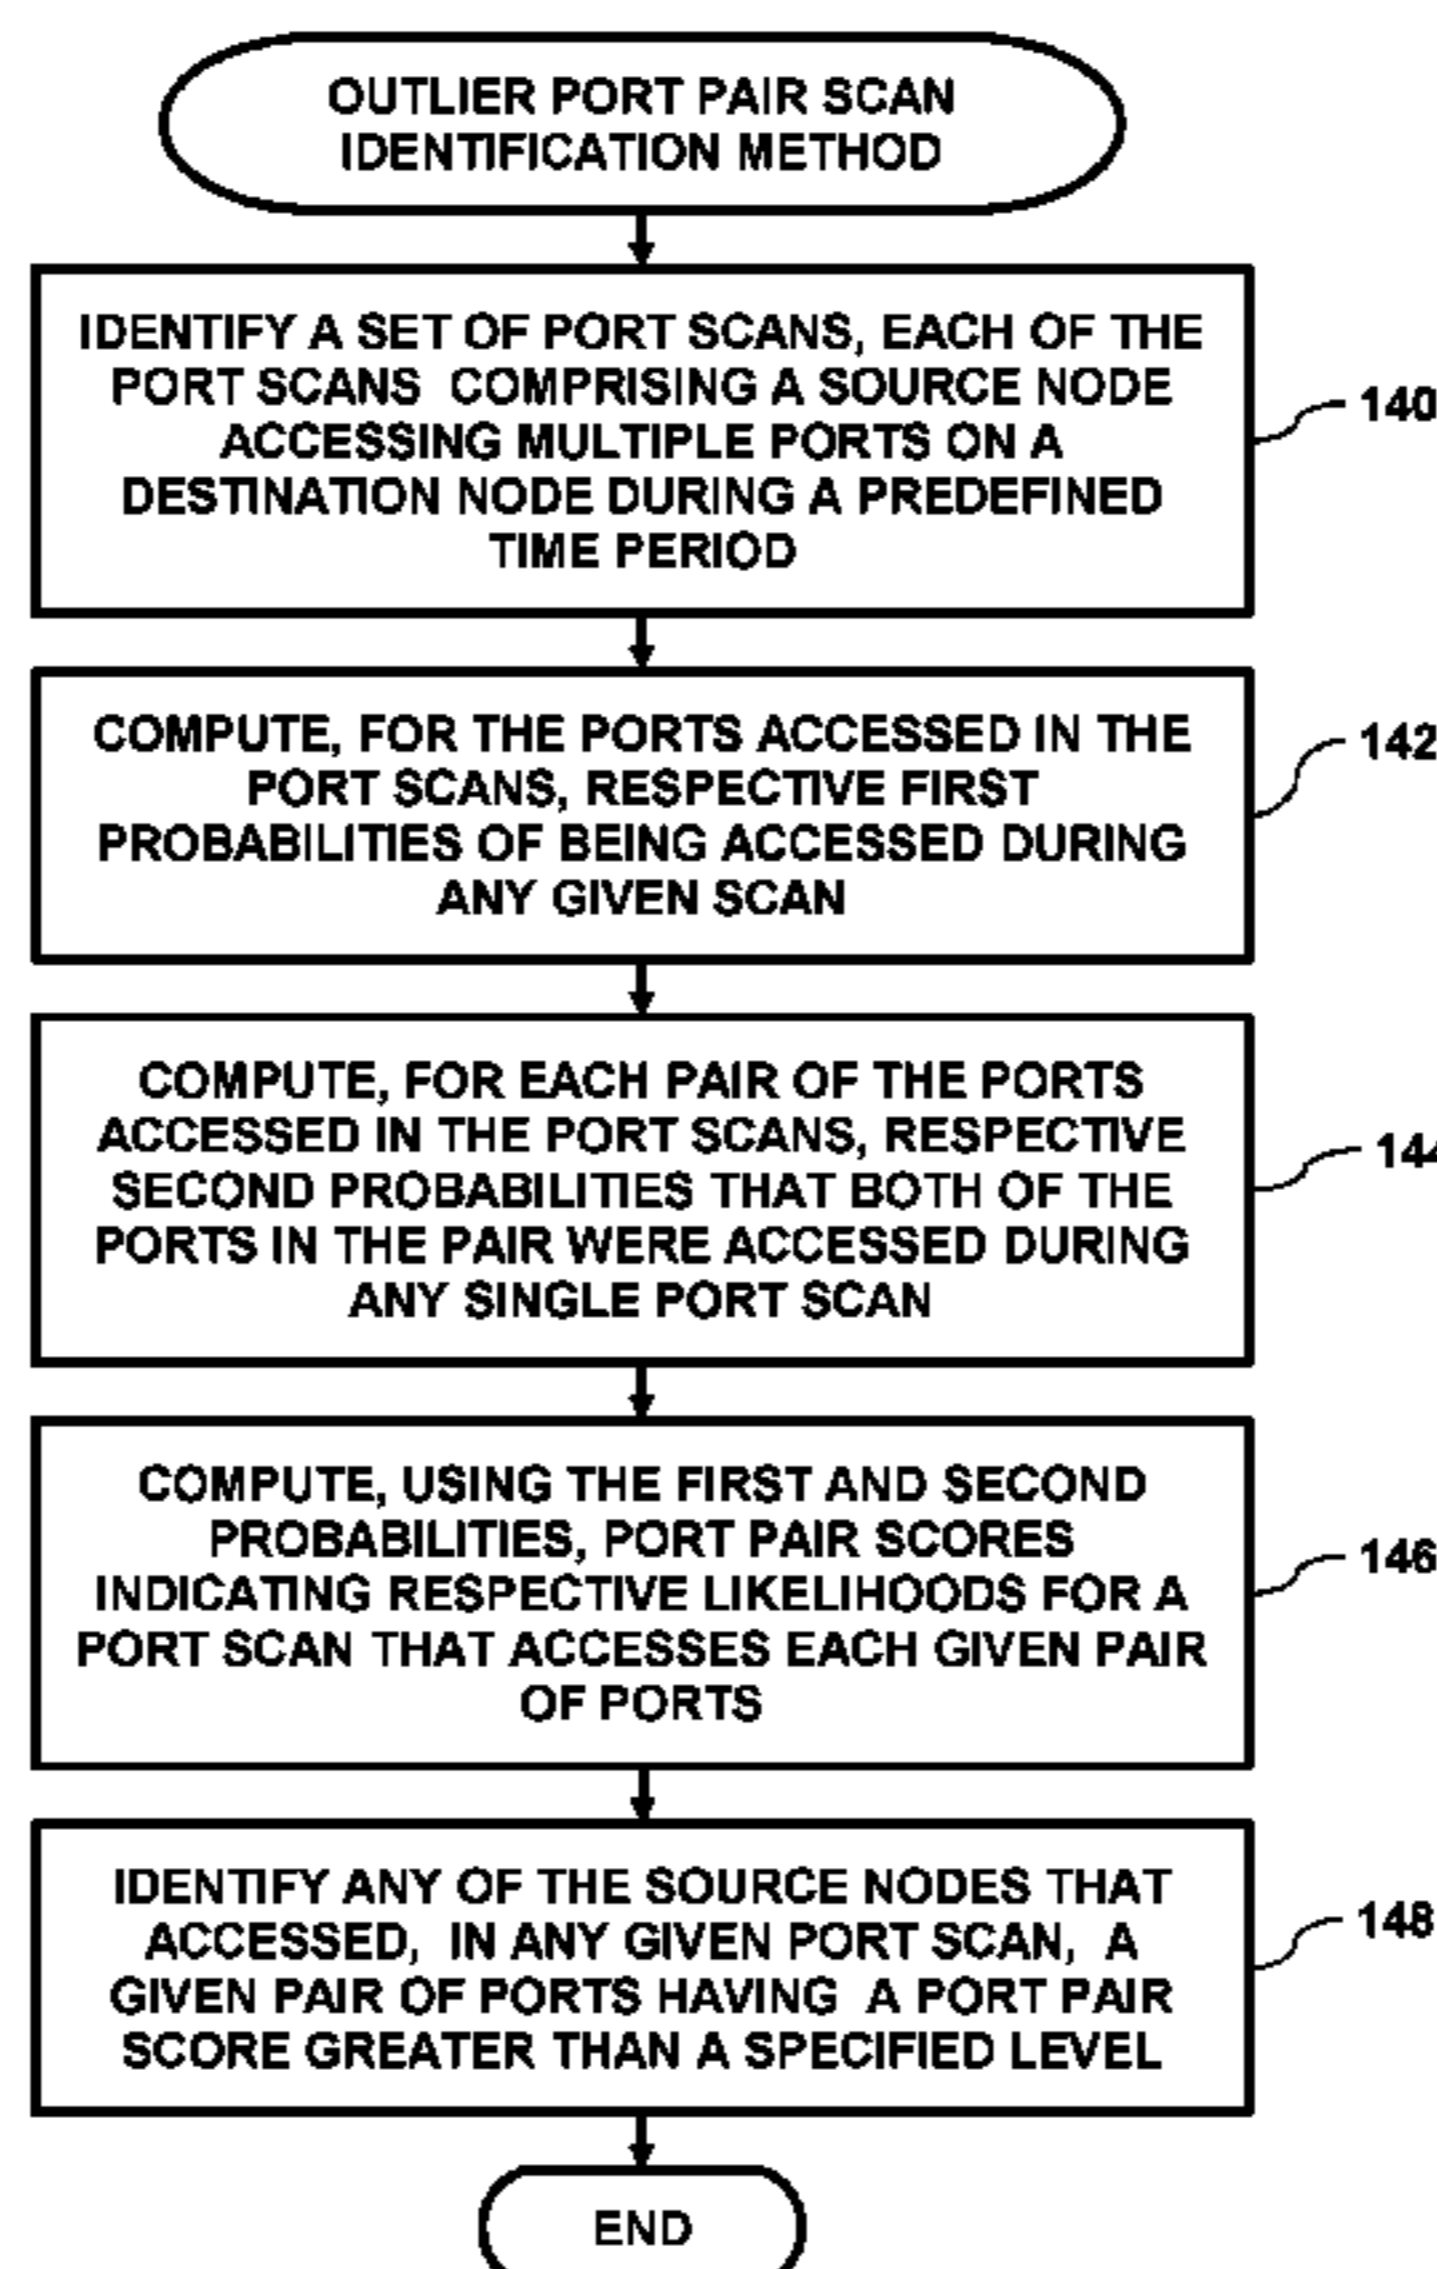 OUTLIER PORT PAIR SCAN
IDENTIFICATION METHOD
IDENTIFY A SET OF PORT SCANS, EACH OF THE
PORT SCANS COMPRISING A SOURCE NODE
ACCESSING MULTIPLE PORTS ON A
DESTINATION NODE DURING A PREDEFINED
TIME PERIOD
140
COMPUTE, FOR THE PORTS ACCESSED IN THE
PORT SCANS, RESPECTIVE FIRST
PROBABILITIES OF BEING ACCESSED DURING
ANY GIVEN SCAN
142
COMPUTE, FOR EACH PAIR OF THE PORTS
ACCESSED IN THE PORT SCANS, RESPECTIVE
SECOND PROBABILITIES THAT BOTH OF THE
PORTS IN THE PAIR WERE ACCESSED DURING
ANY SINGLE PORT SCAN
144
COMPUTE, USING THE FIRST AND SECOND
PROBABILITIES, PORT PAIR SCORES
INDICATING RESPECTIVE LIKELIHOODS FOR A
PORT SCAN THAT ACCESSES EACH GIVEN PAIR
OF PORTS
146
IDENTIFY ANY OF THE SOURCE NODES THAT
ACCESSED, IN ANY GIVEN PORT SCAN, A
GIVEN PAIR OF PORTS HAVING A PORT PAIR
SCORE GREATER THAN A SPECIFIED LEVEL
148
END